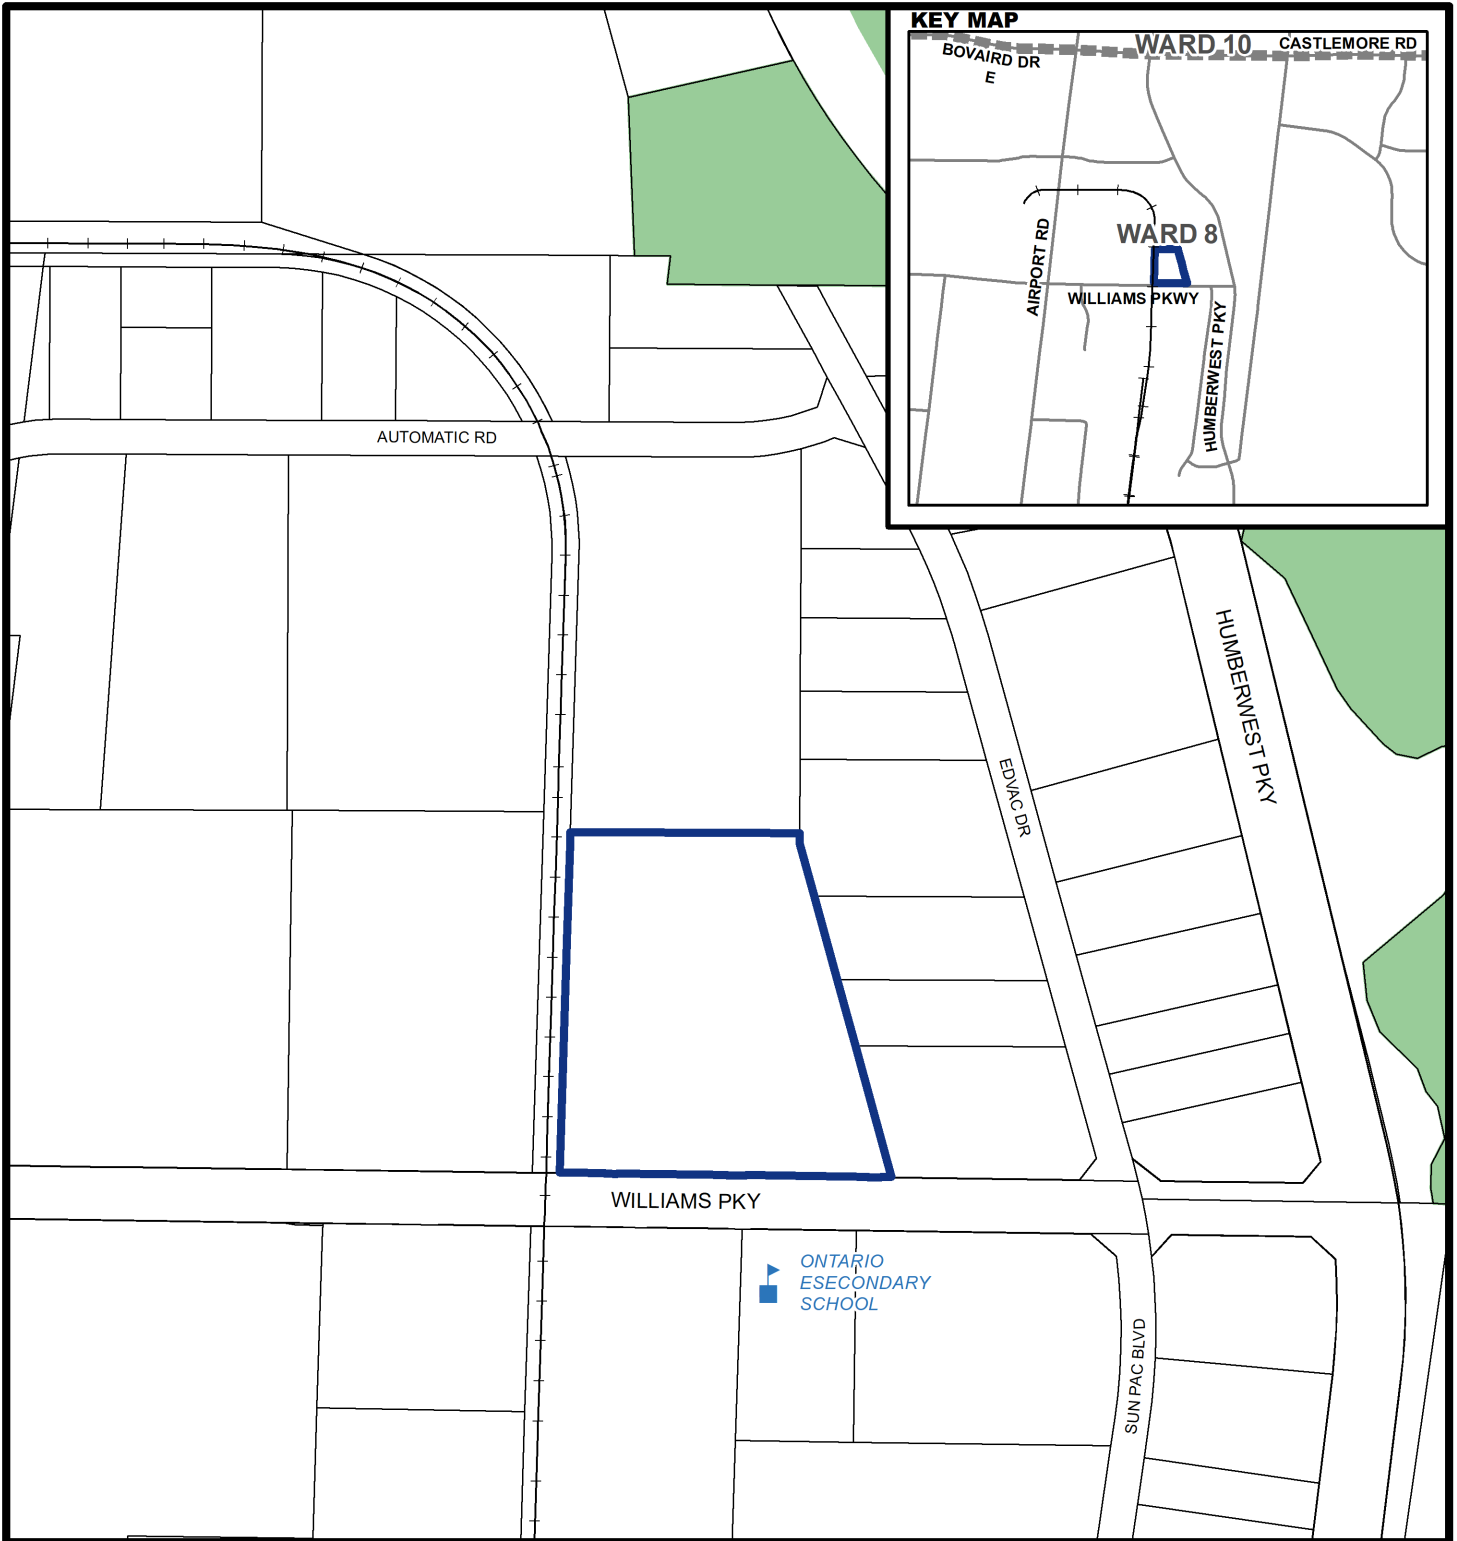 KEY MAP
WARD 10
CASTLEMORE RD
BOVAIRD DR
E
WARD 8
AIRPORT RD
WILLIAMS PKWY
HUMBERWEST PKY
AUTOMATIC RD
HUMBERWEST PKY
EDVAC DR
WILLIAMS PKY
ONTARIO
ESECONDARY
SCHOOL
SUN PAC BLVD